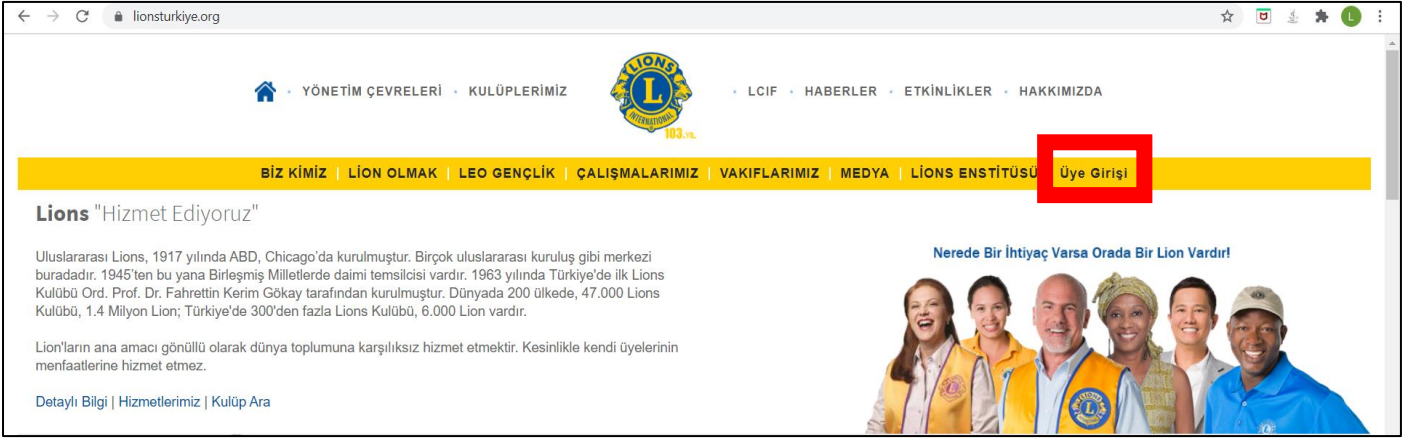 lionsturkiye.org
L
YÖNETİM ÇEVRELERİ • KULÜPLERİMİZ
LIONS
L
INTERNATIONAL
103.YIL
• LCIF • HABERLER • ETKİNLİKLER • HAKKIMIZDA
BİZ KİMİZ | LİON OLMAK | LEO GENÇLİK | ÇALIŞMALARIMIZ | VAKIFLARIMIZ | MEDYA | LİONS ENSTİTÜSÜ Üye Girişi
Lions "Hizmet Ediyoruz"
Uluslararası Lions, 1917 yılında ABD, Chicago’da kurulmuştur. Birçok uluslararası kuruluş gibi merkezi
buradadır. 1945’ten bu yana Birleşmiş Milletlerde daimi temsilcisi vardır. 1963 yılında Türkiye'de ilk Lions
Kulübü Ord. Prof. Dr. Fahrettin Kerim Gökay tarafından kurulmuştur. Dünyada 200 ülkede, 47.000 Lions
Kulübü, 1.4 Milyon Lion; Türkiye'de 300'den fazla Lions Kulübü, 6.000 Lion vardır.
Lion'ların ana amacı gönüllü olarak dünya toplumuna karşılıksız hizmet etmektir. Kesinlikle kendi üyelerinin
menfaatlerine hizmet etmez.
Detaylı Bilgi | Hizmetlerimiz | Kulüp Ara
Nerede Bir İhtiyaç Varsa Orada Bir Lion Vardır!